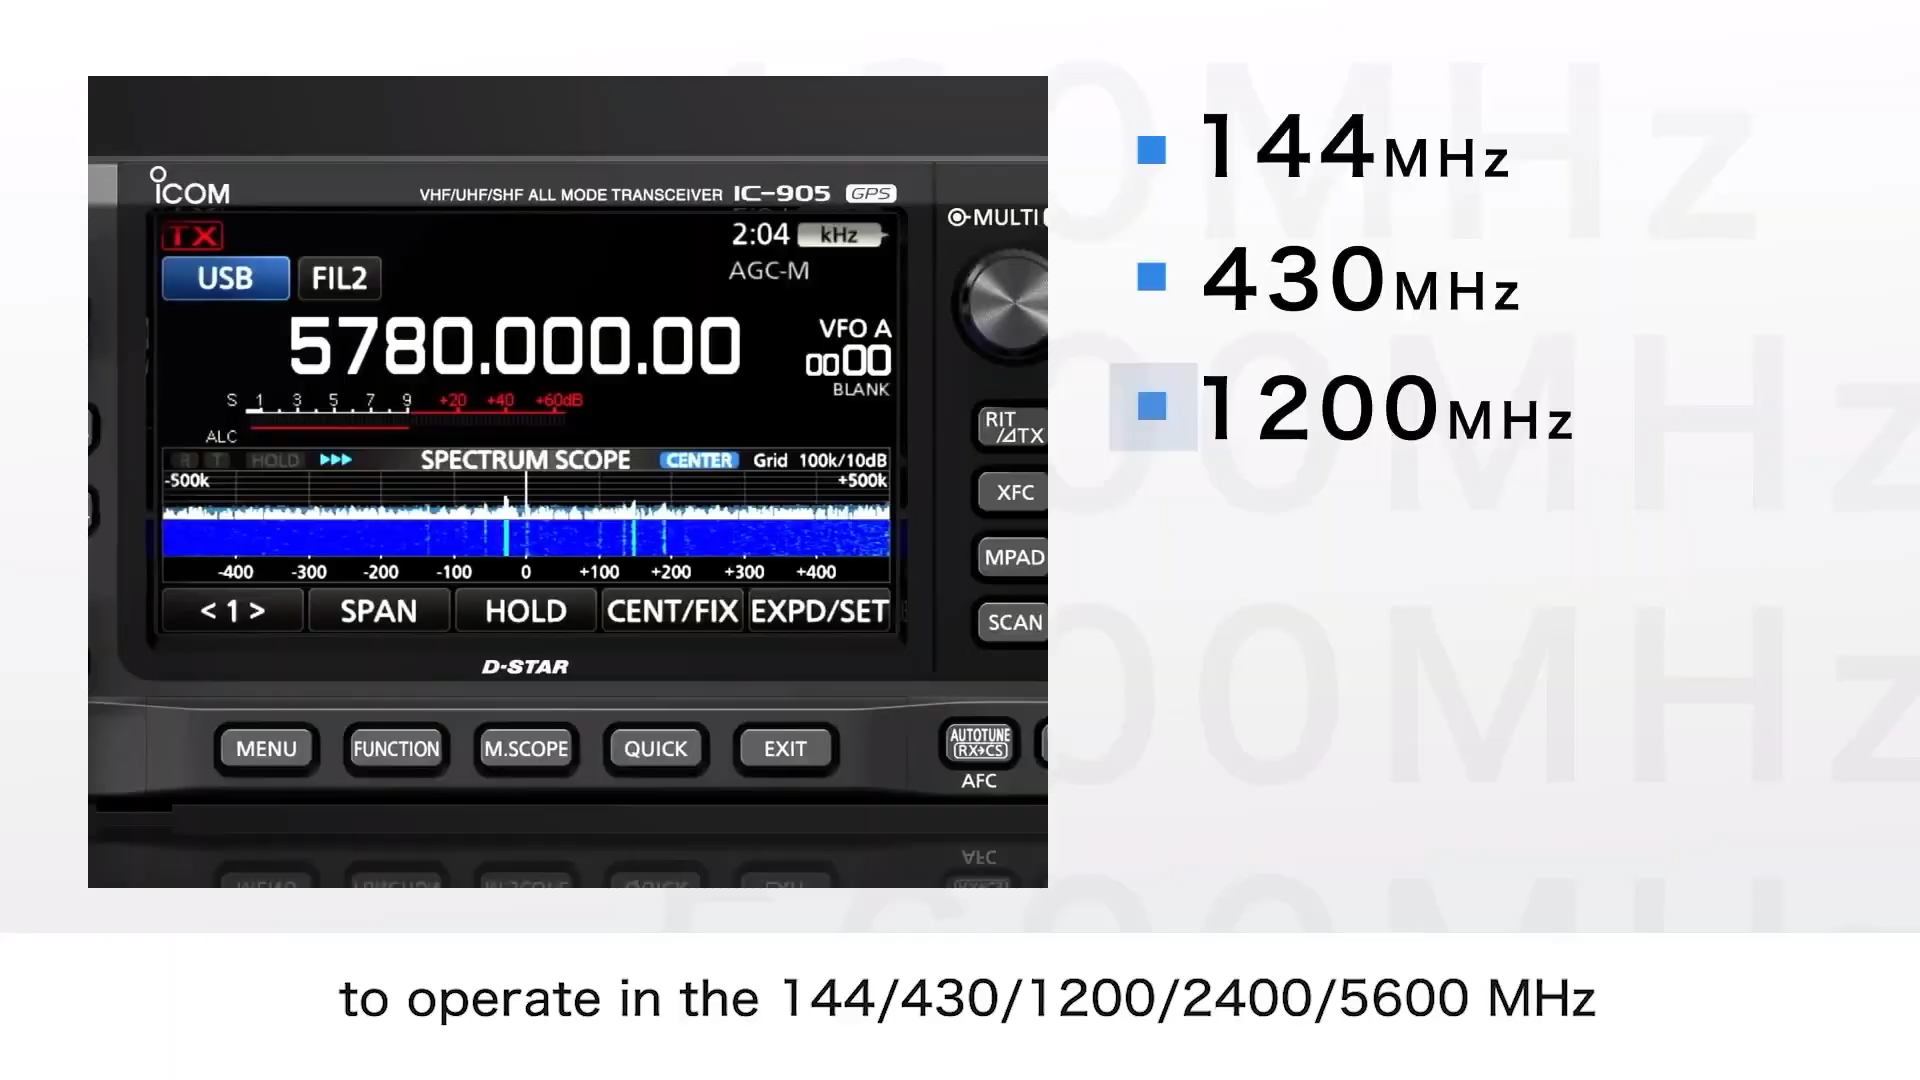 ICOM
VHF/UHF/SHF ALL MODE TRANSCEIVER IC-905 GPS
TX
2:04 kHz
USB FIL2
AGC-M
5780.000.00
VFO A
0000
BLANK
S 1 3 5 7 9 +20 +40 +60dB
ALC
R T HOLD SPECTRUM SCOPE CENTER Grid 100k/10dB
-500k +500k
-400 -300 -200 -100 0 +100 +200 +300 +400
< 1 > SPAN HOLD CENT/FIX EXPD/SET
D-STAR
MENU FUNCTION M.SCOPE QUICK EXIT
MULTI
RIT
/⊿TX
XFC
MPAD
SCAN
AUTOTUNE
RX→CS
AFC
144MHz
430MHz
1200MHz
to operate in the 144/430/1200/2400/5600 MHz